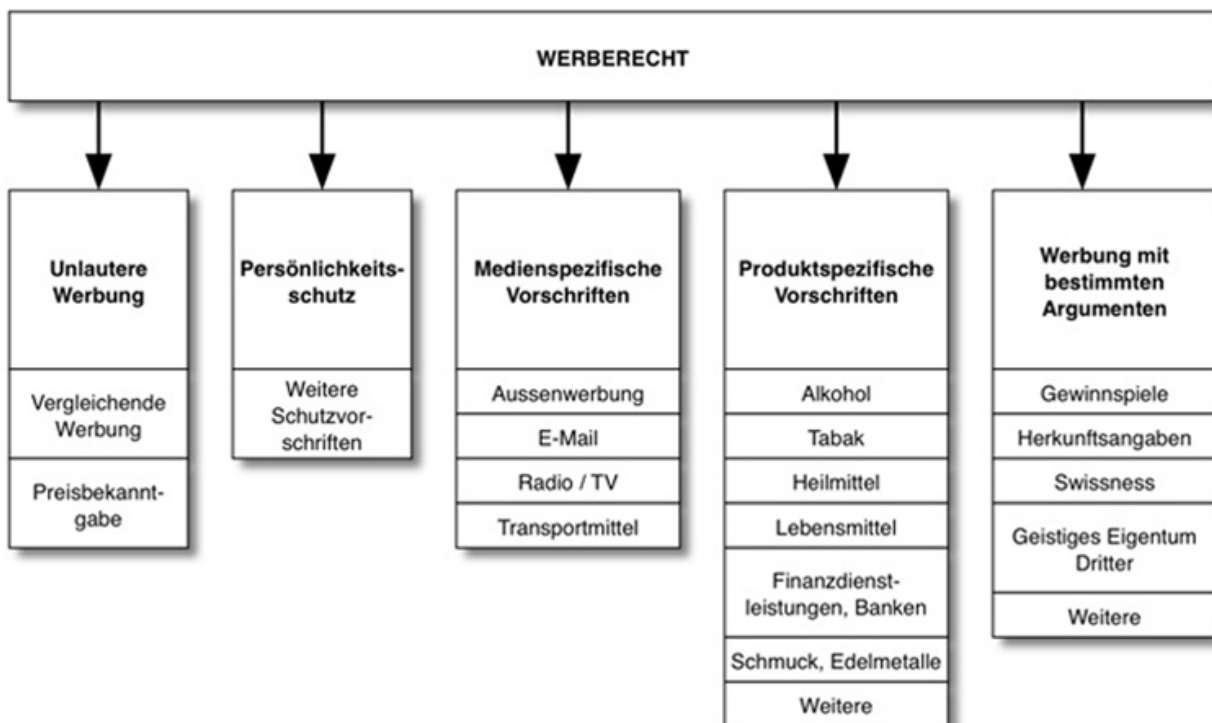 WERBERECHT
Unlautere
Werbung
Vergleichende
Werbung
Preisbekannt-
gabe
Persönlichkeits-
schutz
Weitere
Schutzvor-
schriften
Medienspezifische
Vorschriften
Aussenwerbung
E-Mail
Radio / TV
Transportmittel
Produktspezifische
Vorschriften
Alkohol
Tabak
Heilmittel
Lebensmittel
Finanzdienst-
leistungen, Banken
Schmuck, Edelmetalle
Weitere
Werbung mit
bestimmten
Argumenten
Gewinnspiele
Herkunftsangaben
Swissness
Geistiges Eigentum
Dritter
Weitere